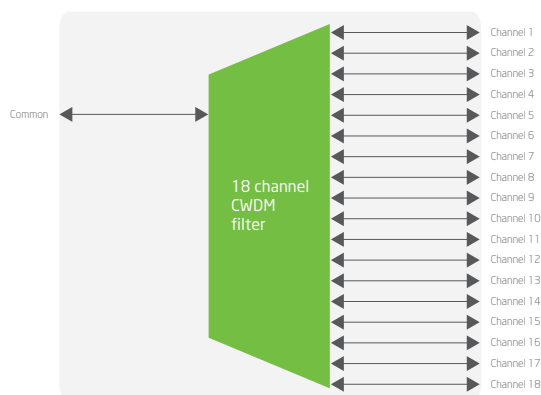 Common
18 channel
CWDM
filter
Channel 1
Channel 2
Channel 3
Channel 4
Channel 5
Channel 6
Channel 7
Channel 8
Channel 9
Channel 10
Channel 11
Channel 12
Channel 13
Channel 14
Channel 15
Channel 16
Channel 17
Channel 18